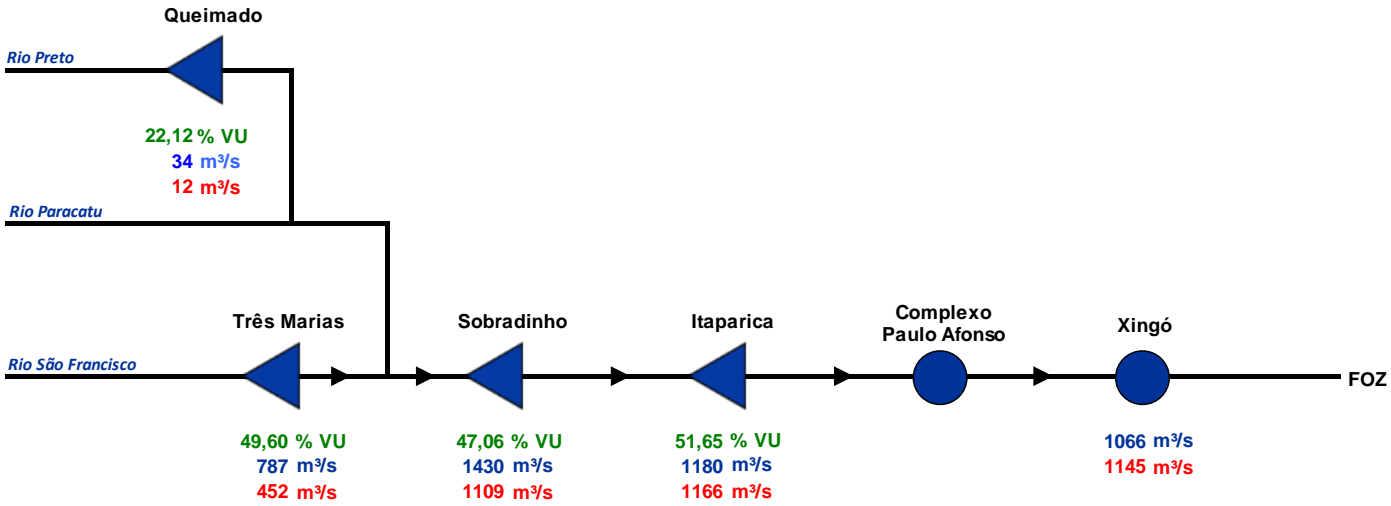 Queimado
Rio Preto
22,12 % VU
34 m³/s
12 m³/s
Rio Paracatu
Três Marias
Sobradinho
Itaparica
Complexo
Paulo Afonso
Xingó
Rio São Francisco
FOZ
49,60 % VU
787 m³/s
452 m³/s
47,06 % VU
1430 m³/s
1109 m³/s
51,65 % VU
1180 m³/s
1166 m³/s
1066 m³/s
1145 m³/s